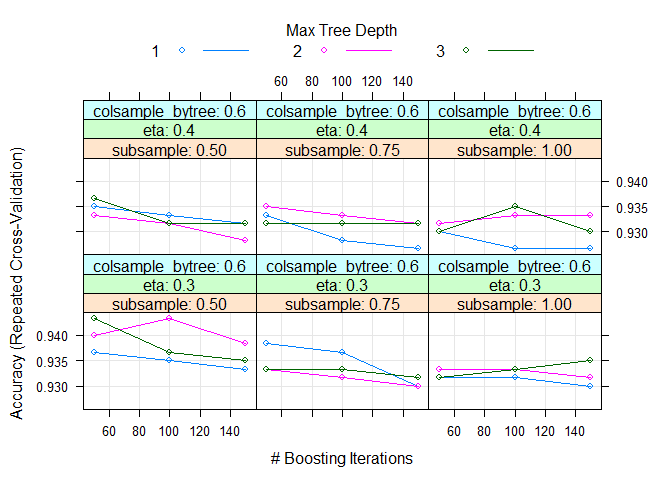 Max Tree Depth
1 2 3
60 80 100 120 140
colsample_bytree: 0.6 colsample_bytree: 0.6 colsample_bytree: 0.6
eta: 0.4 eta: 0.4 eta: 0.4
subsample: 0.50 subsample: 0.75 subsample: 1.00
0.940
0.935
0.930
colsample_bytree: 0.6 colsample_bytree: 0.6 colsample_bytree: 0.6
eta: 0.3 eta: 0.3 eta: 0.3
subsample: 0.50 subsample: 0.75 subsample: 1.00
0.940
0.935
0.930
60 80 100 120 140 60 80 100 120 140
# Boosting Iterations
Accuracy (Repeated Cross-Validation)